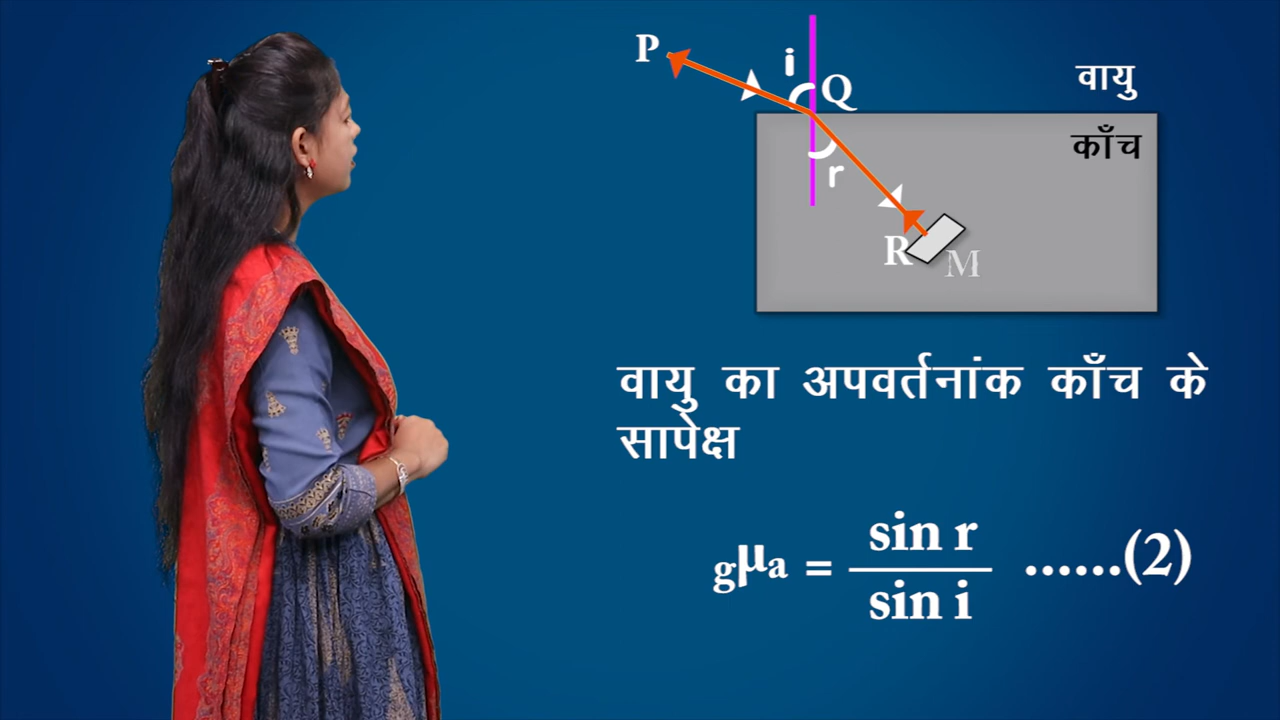 P
i
Q
वायु
काँच
r
R
M
वायु का अपवर्तनांक काँच के
सापेक्ष
gμa = sin r / sin i ......(2)